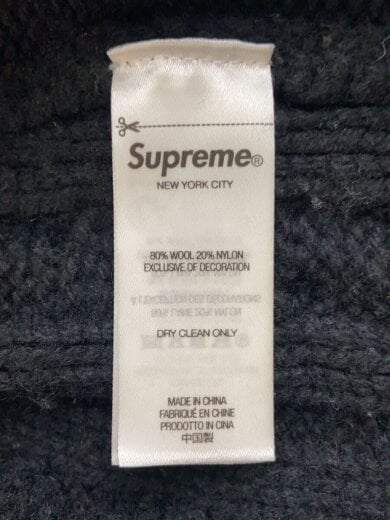 Supreme®
NEW YORK CITY
80% WOOL 20% NYLON
EXCLUSIVE OF DECORATION
DRY CLEAN ONLY
MADE IN CHINA
FABRIQUÉ EN CHINE
PRODOTTO IN CINA
中国製